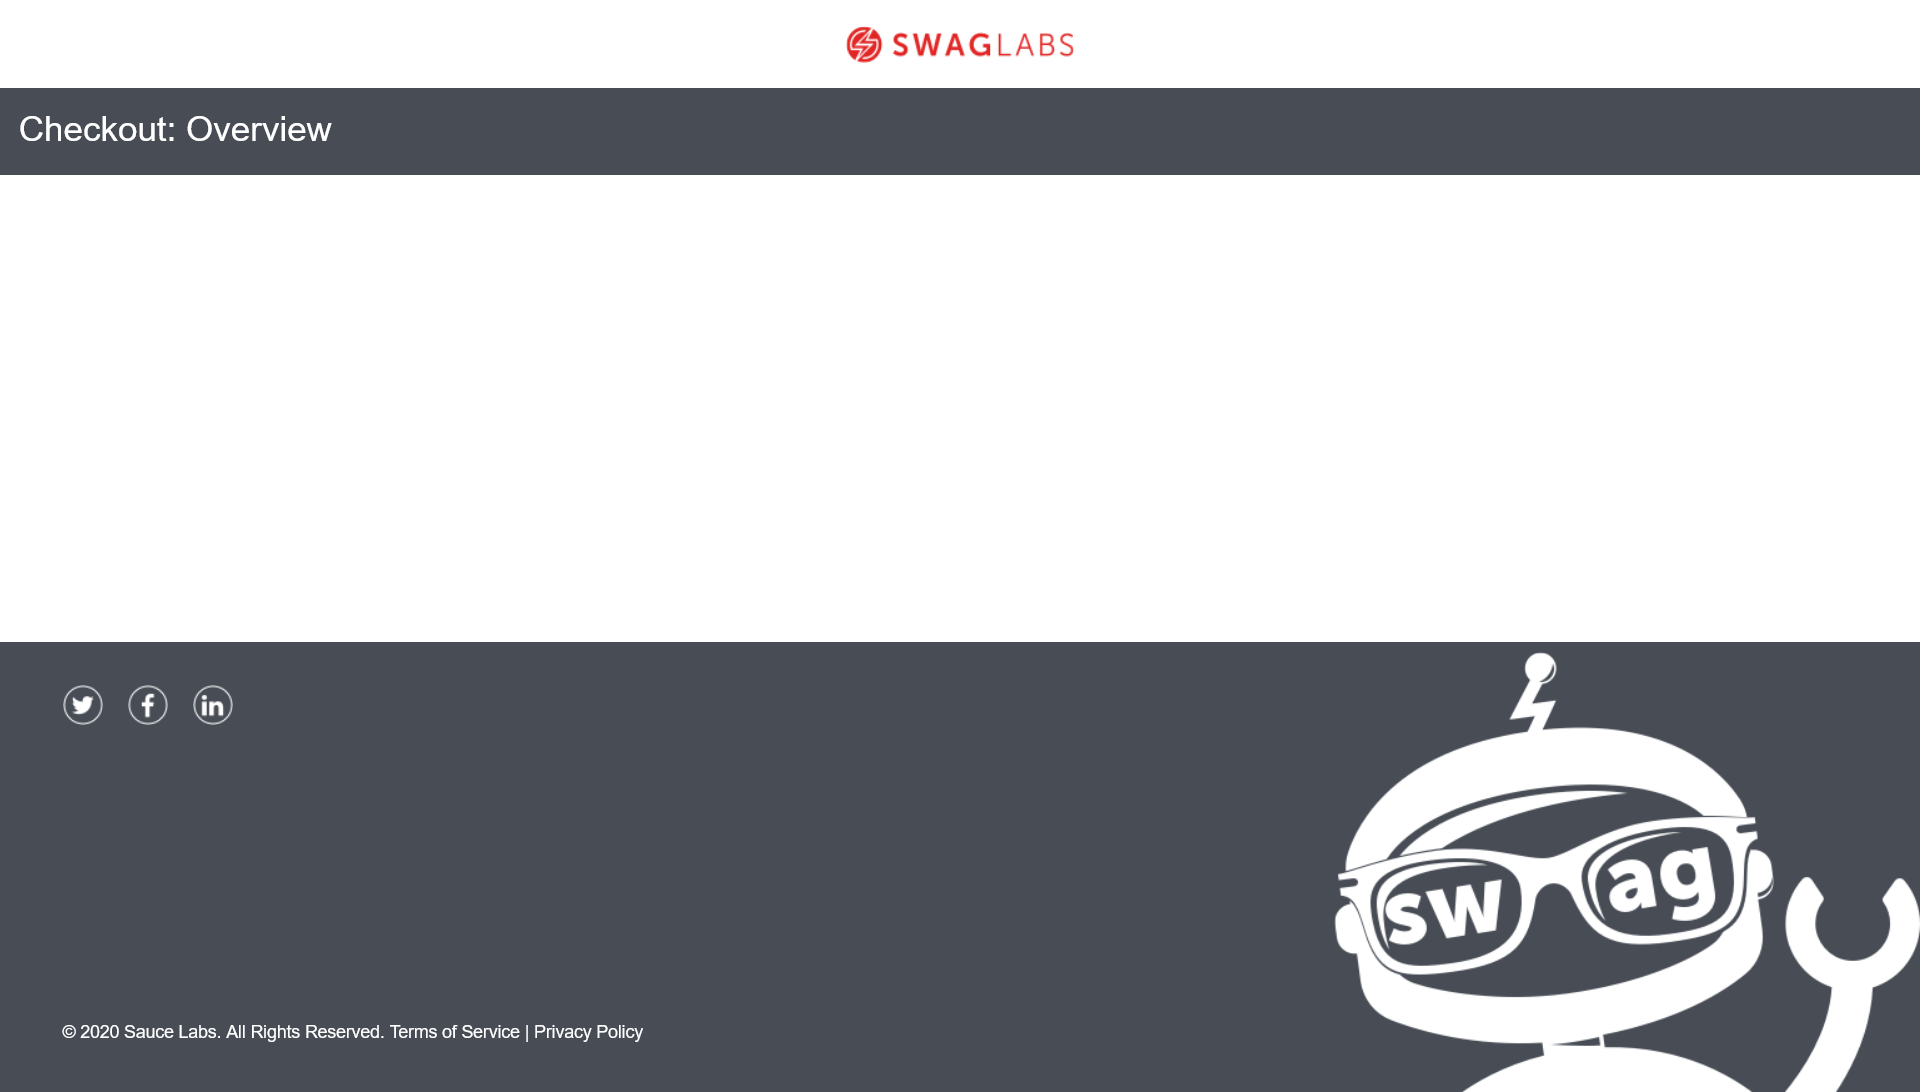 SWAGLABS
Checkout: Overview
sw ag
© 2020 Sauce Labs. All Rights Reserved. Terms of Service | Privacy Policy